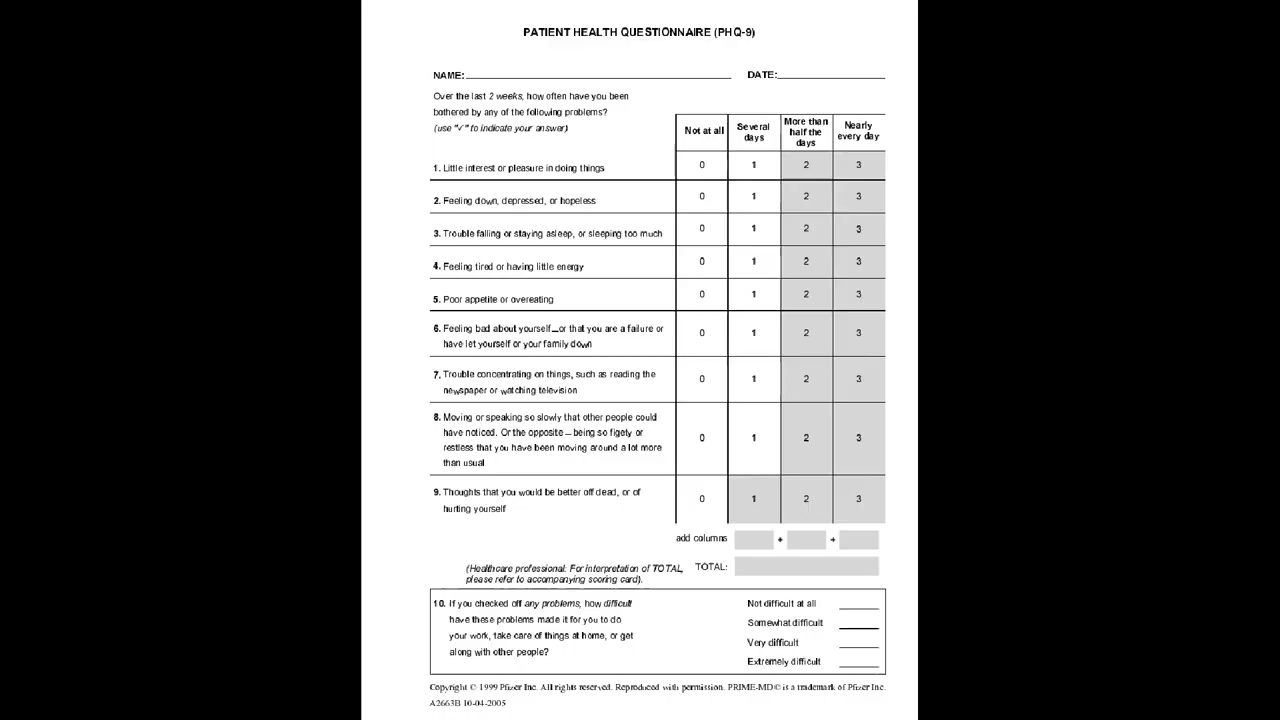 PATIENT HEALTH QUESTIONNAIRE (PHQ-9)
NAME: DATE:
Over the last 2 weeks, how often have you been
bothered by any of the following problems?
(use "✓" to indicate your answer)
Not at all
Several
days
More than
half the
days
Nearly
every day
1. Little interest or pleasure in doing things 0 1 2 3
2. Feeling down, depressed, or hopeless 0 1 2 3
3. Trouble falling or staying asleep, or sleeping too much 0 1 2 3
4. Feeling tired or having little energy 0 1 2 3
5. Poor appetite or overeating 0 1 2 3
6. Feeling bad about yourself—or that you are a failure or
have let yourself or your family down 0 1 2 3
7. Trouble concentrating on things, such as reading the
newspaper or watching television 0 1 2 3
8. Moving or speaking so slowly that other people could
have noticed. Or the opposite—being so figety or
restless that you have been moving around a lot more
than usual 0 1 2 3
9. Thoughts that you would be better off dead, or of
hurting yourself 0 1 2 3
add columns + +
(Healthcare professional: For interpretation of TOTAL, TOTAL:
please refer to accompanying scoring card).
10. If you checked off any problems, how difficult
have these problems made it for you to do
your work, take care of things at home, or get
along with other people?
Not difficult at all
Somewhat difficult
Very difficult
Extremely difficult
Copyright © 1999 Pfizer Inc. All rights reserved. Reproduced with permission. PRIME-MD© is a trademark of Pfizer Inc.
A2663B 10-04-2005